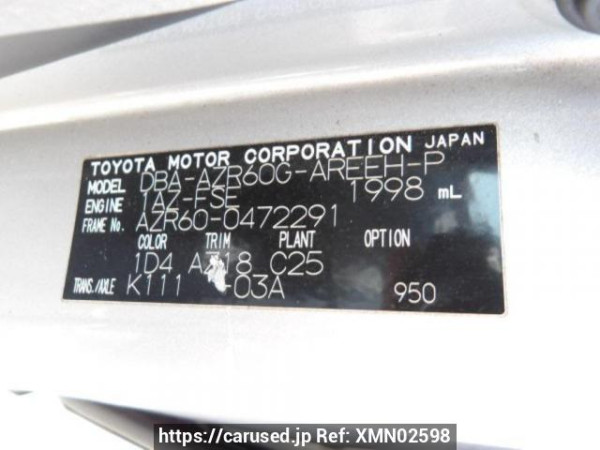 TOYOTA MOTOR CORPORATION JAPAN
MODEL DBA-AZR60G-AREEH-P
ENGINE 1AZ-FSE 1998 mL
FRAME No. AZR60-0472291
COLOR TRIM PLANT OPTION
1D4 C25
TRANS./AXLE K111 -03A 950
https://carused.jp Ref: XMN02598